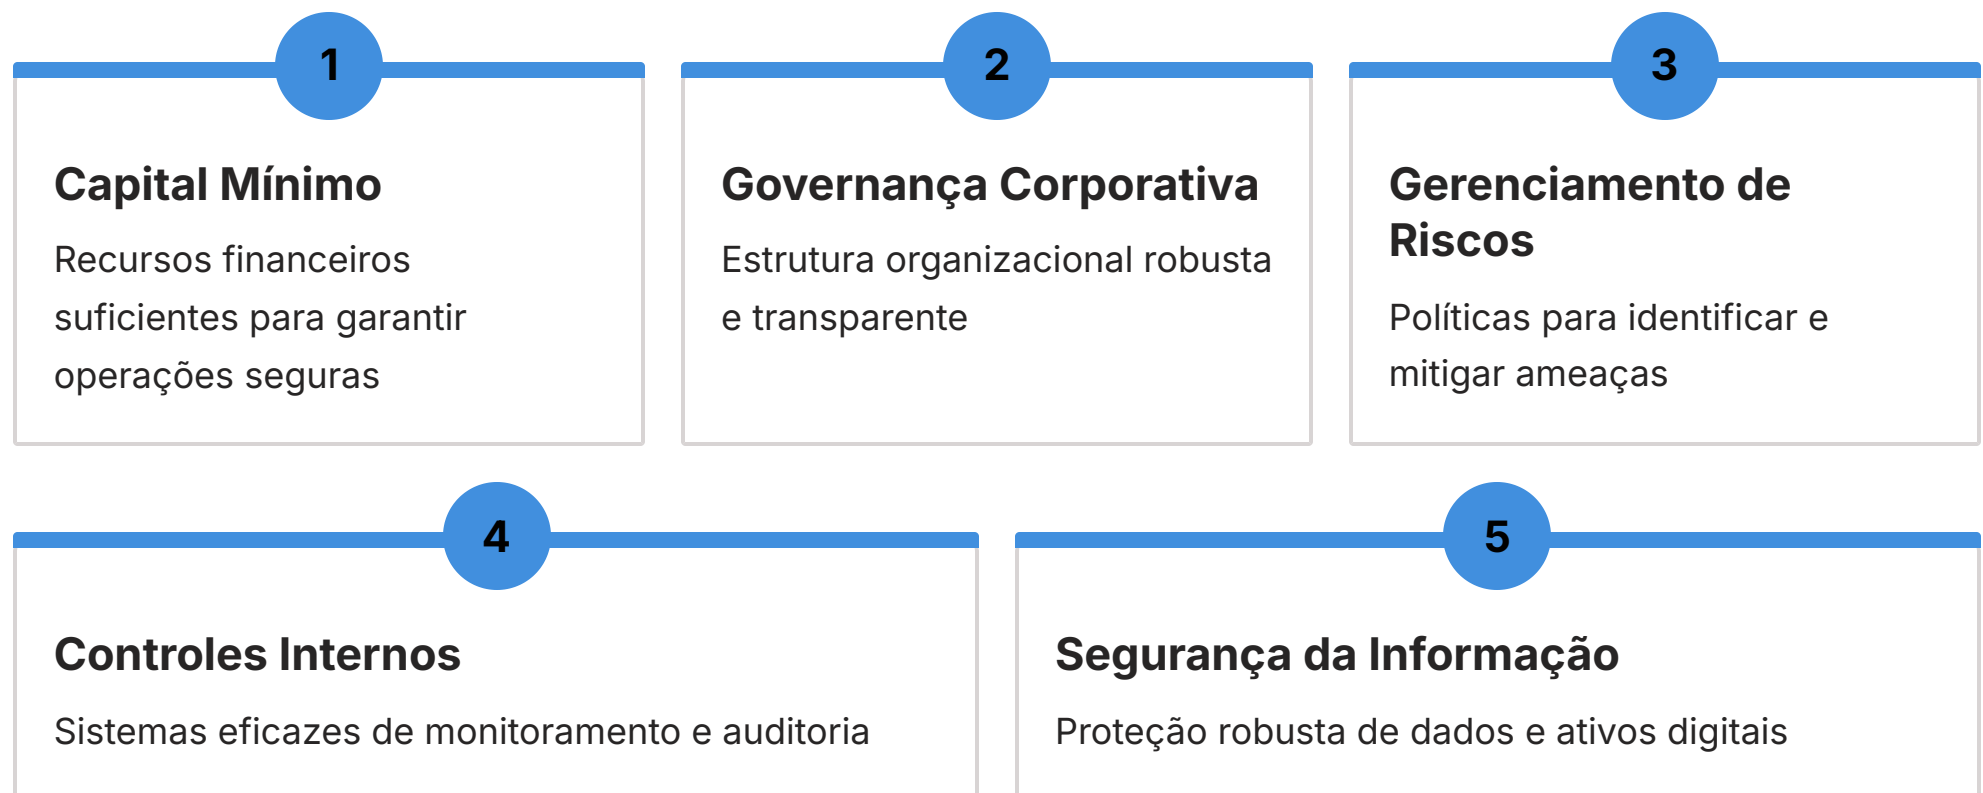 1
Capital Mínimo
Recursos financeiros
suficientes para garantir
operações seguras
2
Governança Corporativa
Estrutura organizacional robusta
e transparente
3
Gerenciamento de
Riscos
Políticas para identificar e
mitigar ameaças
4
Controles Internos
Sistemas eficazes de monitoramento e auditoria
5
Segurança da Informação
Proteção robusta de dados e ativos digitais